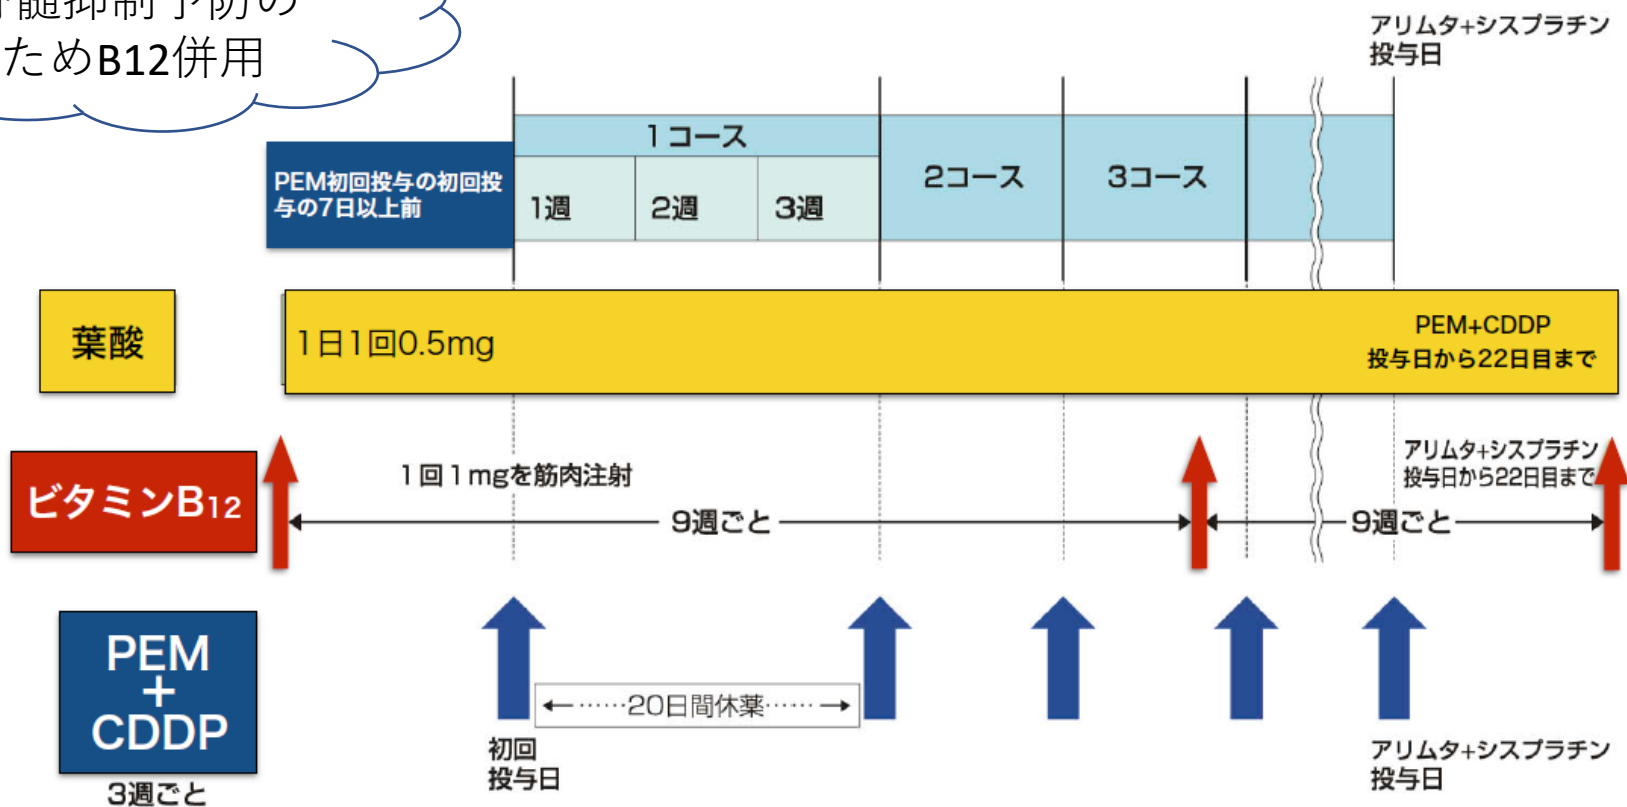 髄抑制予防の
ためB12併用
アリムタ+シスプラチン
投与日
PEM初回投与の初回投
与の7日以上前
1コース
1週
2週
3週
2コース
3コース
葉酸
1日1回0.5mg
PEM+CDDP
投与日から22日目まで
ビタミンB12
1回1mgを筋肉注射
9週ごと
アリムタ+シスプラチン
投与日から22日目まで
9週ごと
PEM
+
CDDP
3週ごと
20日間休薬
初回
投与日
アリムタ+シスプラチン
投与日